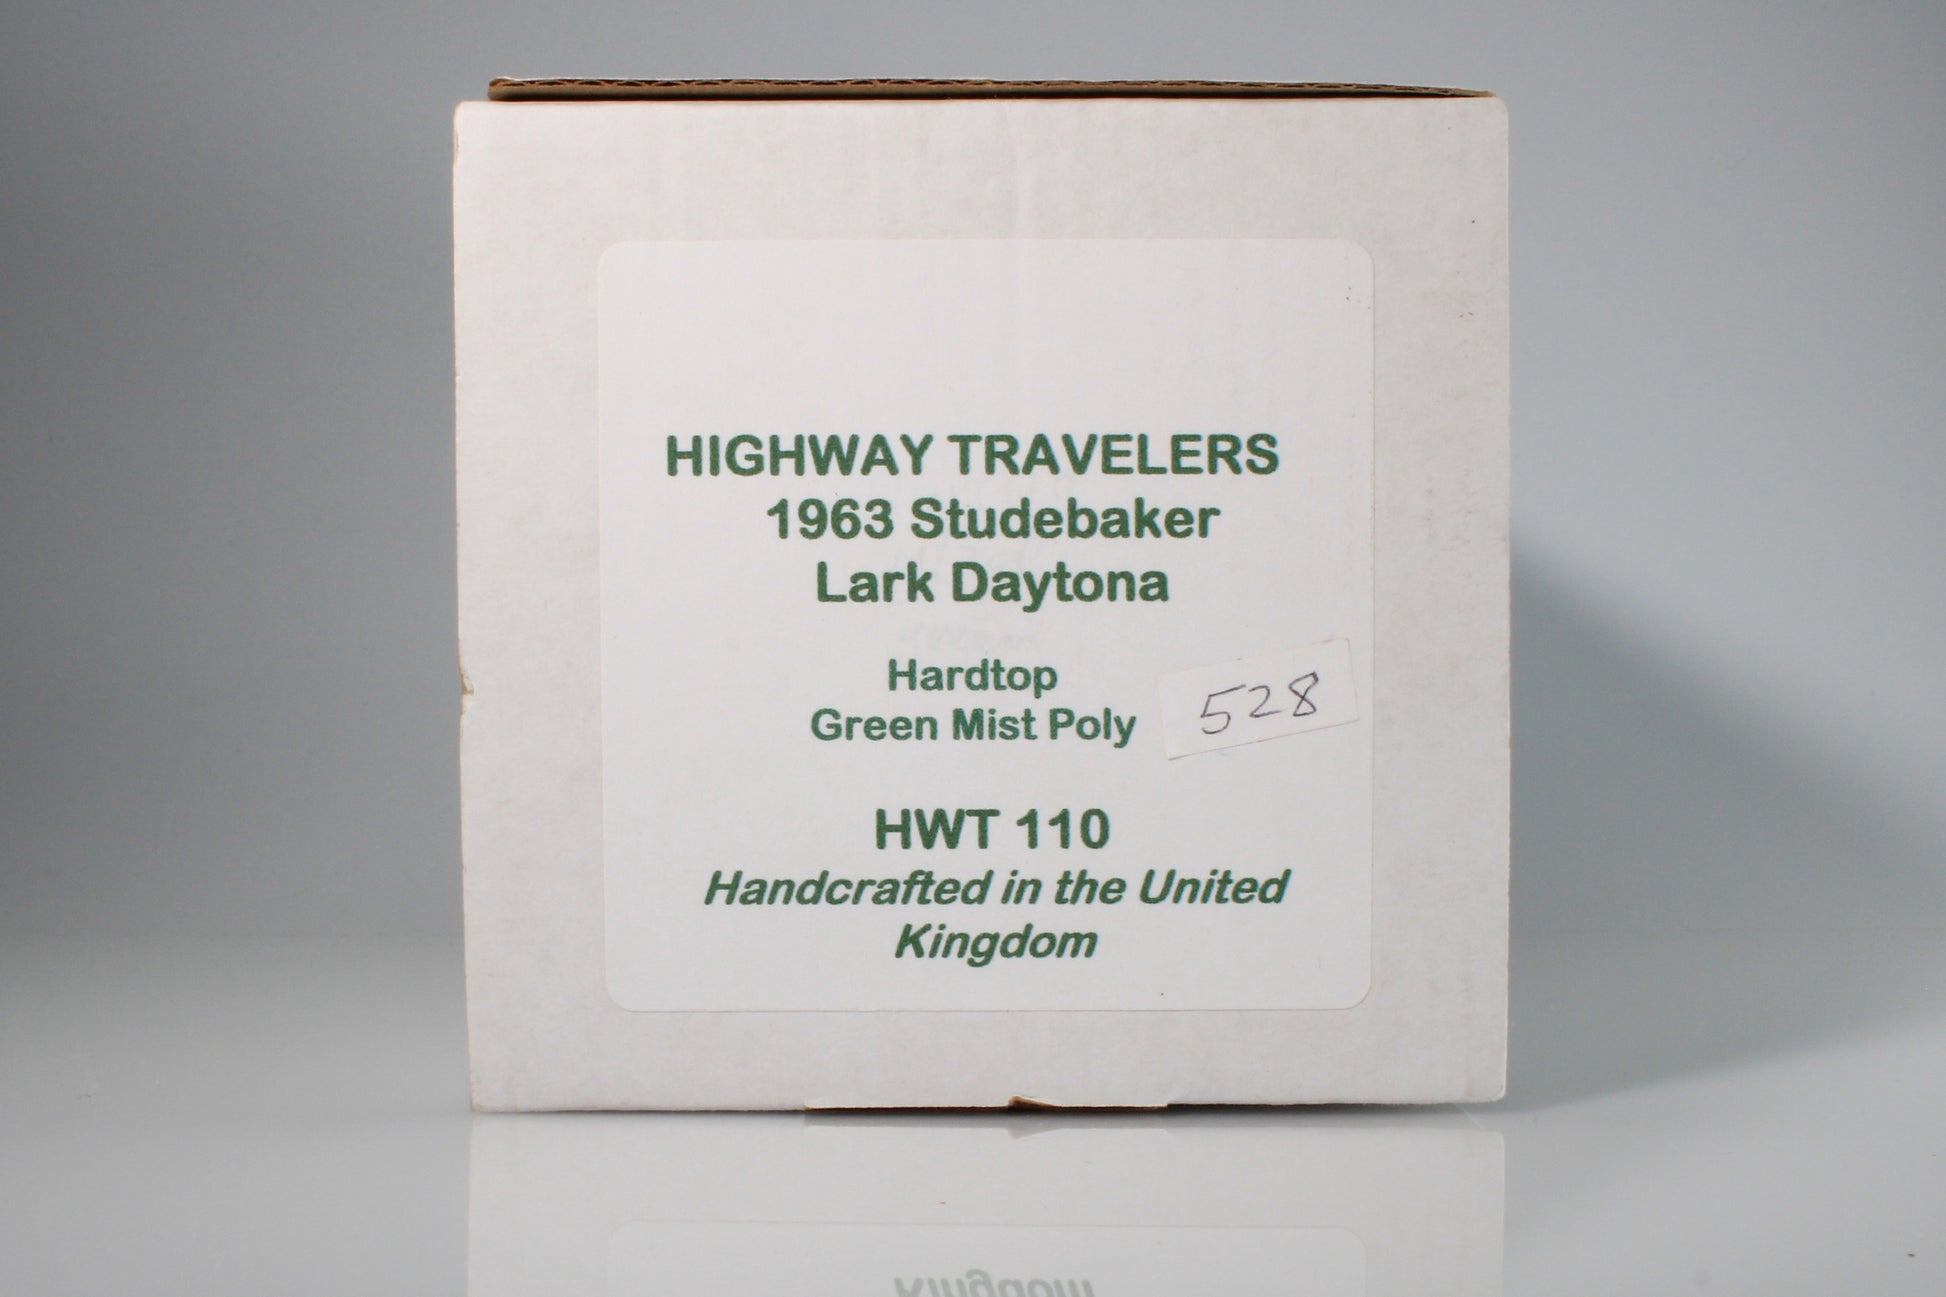 HIGHWAY TRAVELERS
1963 Studebaker
Lark Daytona
Hardtop
Green Mist Poly
528
HWT 110
Handcrafted in the United
Kingdom